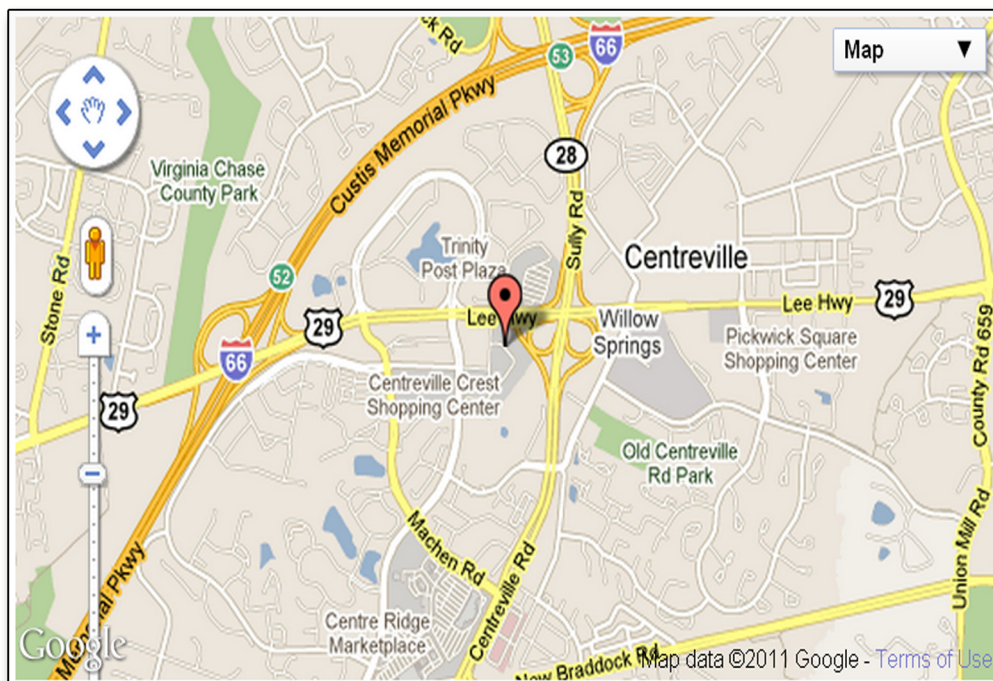 ck Rd
66
53
Map
Custis Memorial Pkwy
28
Virginia Chase
County Park
Sully Rd
Trinity
Post Plaza
Centreville
Stone Rd
52
29
Lee Hwy
29
Lee Hwy
Willow
Springs
Pickwick Square
Shopping Center
66
Centreville Crest
Shopping Center
29
County Rd 659
Old Centreville
Rd Park
Machen Rd
Centreville Rd
Union Mill Rd
Memorial Pkwy
Centre Ridge
Marketplace
Google
New Braddock Rd
Map data ©2011 Google - Terms of Use